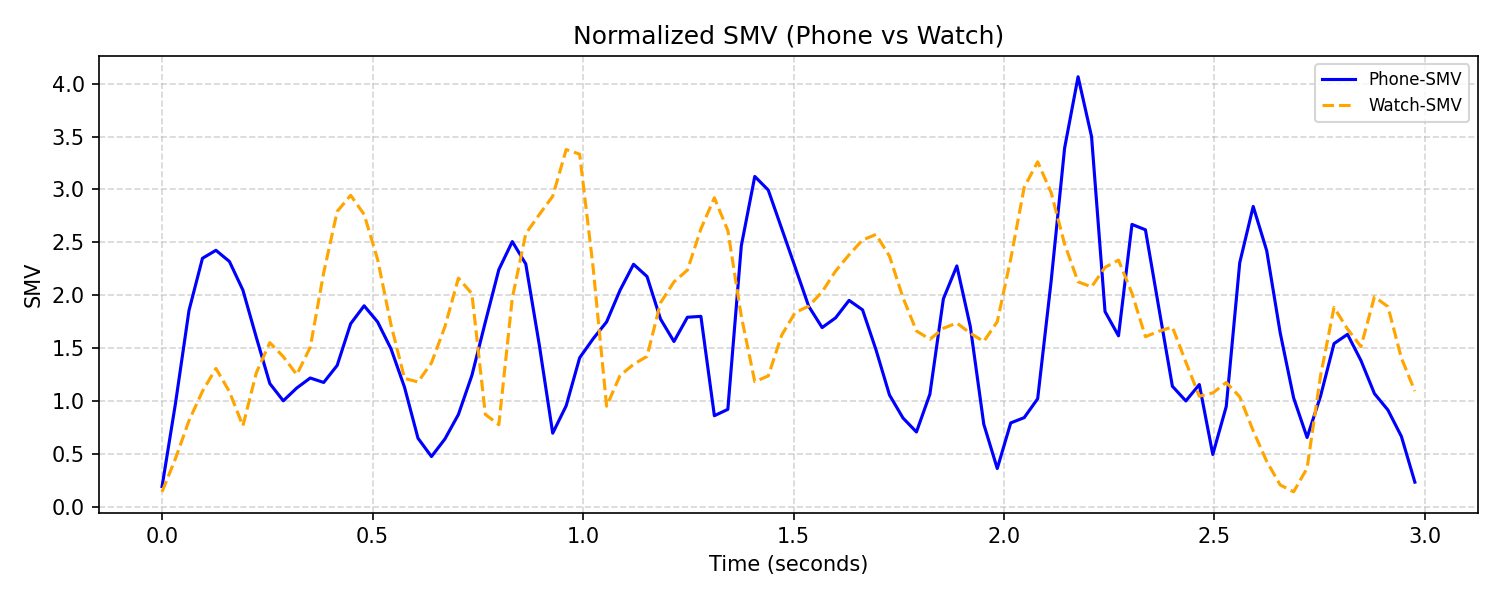 Normalized SMV (Phone vs Watch)
Phone-SMV
Watch-SMV
4.0
3.5
3.0
2.5
2.0
1.5
1.0
0.5
0.0
SMV
0.0 0.5 1.0 1.5 2.0 2.5 3.0
Time (seconds)